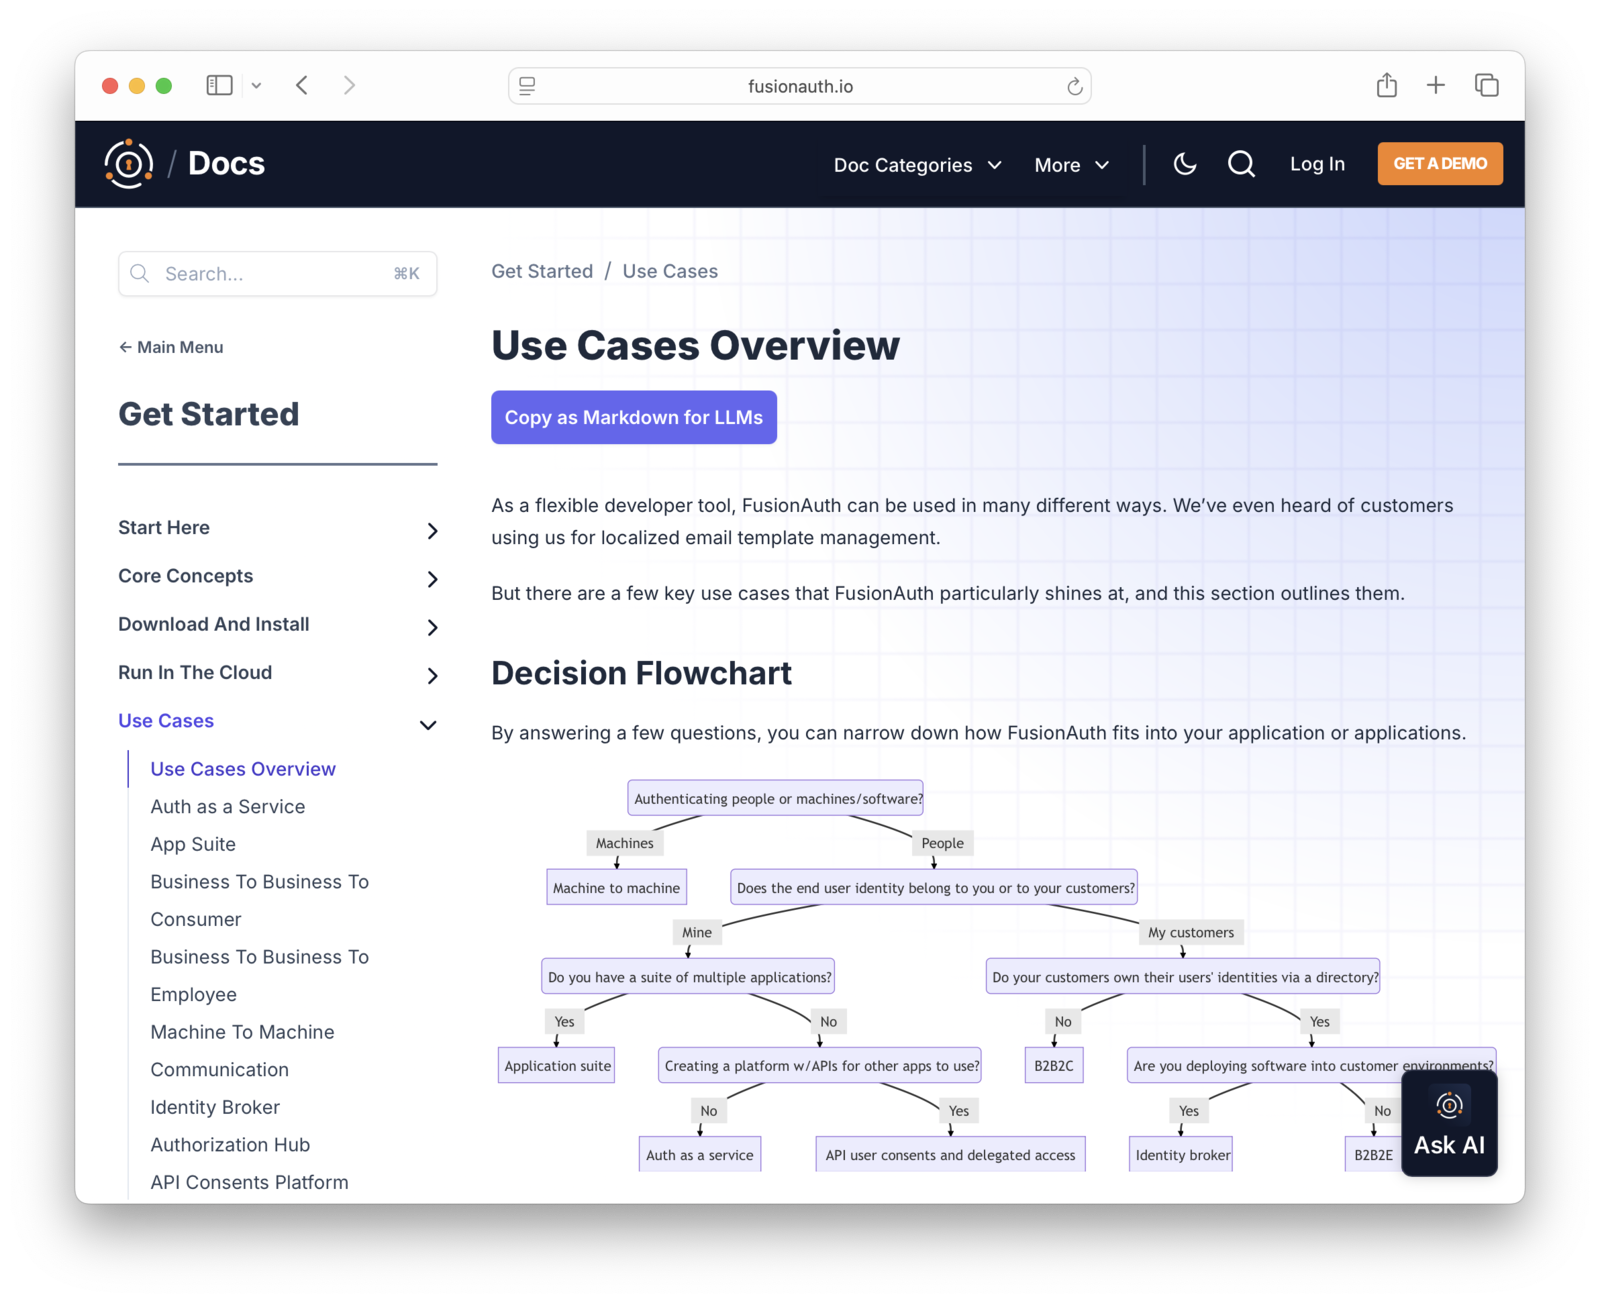 fusionauth.io
/ Docs
Doc Categories
More
Log In
GET A DEMO
Search...
⌘K
← Main Menu
Get Started
Start Here
Core Concepts
Download And Install
Run In The Cloud
Use Cases
Use Cases Overview
Auth as a Service
App Suite
Business To Business To
Consumer
Business To Business To
Employee
Machine To Machine
Communication
Identity Broker
Authorization Hub
API Consents Platform
Get Started / Use Cases
Use Cases Overview
Copy as Markdown for LLMs
As a flexible developer tool, FusionAuth can be used in many different ways. We’ve even heard of customers
using us for localized email template management.
But there are a few key use cases that FusionAuth particularly shines at, and this section outlines them.
Decision Flowchart
By answering a few questions, you can narrow down how FusionAuth fits into your application or applications.
Authenticating people or machines/software?
Machines
People
Machine to machine
Does the end user identity belong to you or to your customers?
Mine
My customers
Do you have a suite of multiple applications?
Do your customers own their users' identities via a directory?
Yes
No
No
Yes
Application suite
Creating a platform w/APIs for other apps to use?
B2B2C
Are you deploying software into customer environments?
No
Yes
Yes
No
Auth as a service
API user consents and delegated access
Identity broker
B2B2E
Ask AI